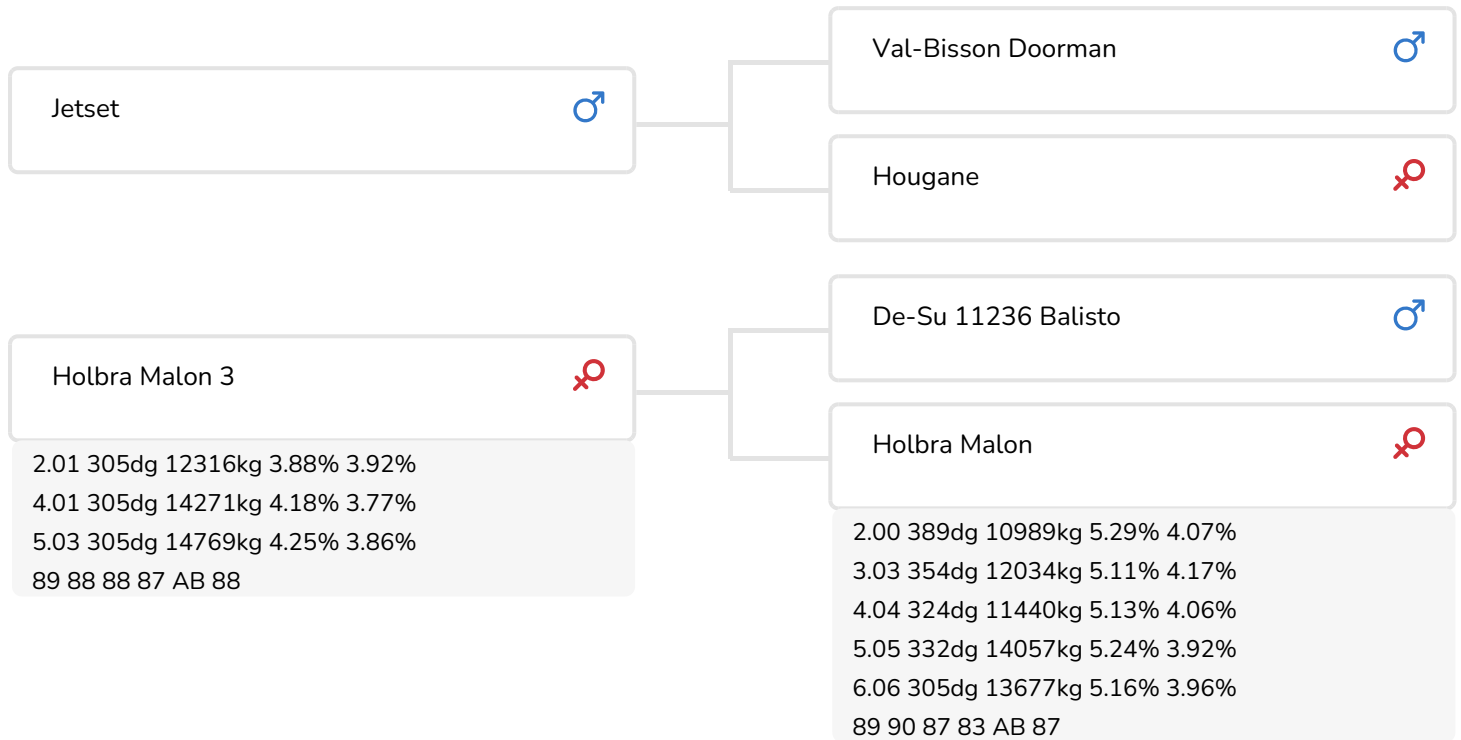 Val-Bisson Doorman
Jetset
Hougane
De-Su 11236 Balisto
Holbra Malon 3
2.01 305dg 12316kg 3.88% 3.92%
4.01 305dg 14271kg 4.18% 3.77%
5.03 305dg 14769kg 4.25% 3.86%
89 88 88 87 AB 88
Holbra Malon
2.00 389dg 10989kg 5.29% 4.07%
3.03 354dg 12034kg 5.11% 4.17%
4.04 324dg 11440kg 5.13% 4.06%
5.05 332dg 14057kg 5.24% 3.92%
6.06 305dg 13677kg 5.16% 3.96%
89 90 87 83 AB 87